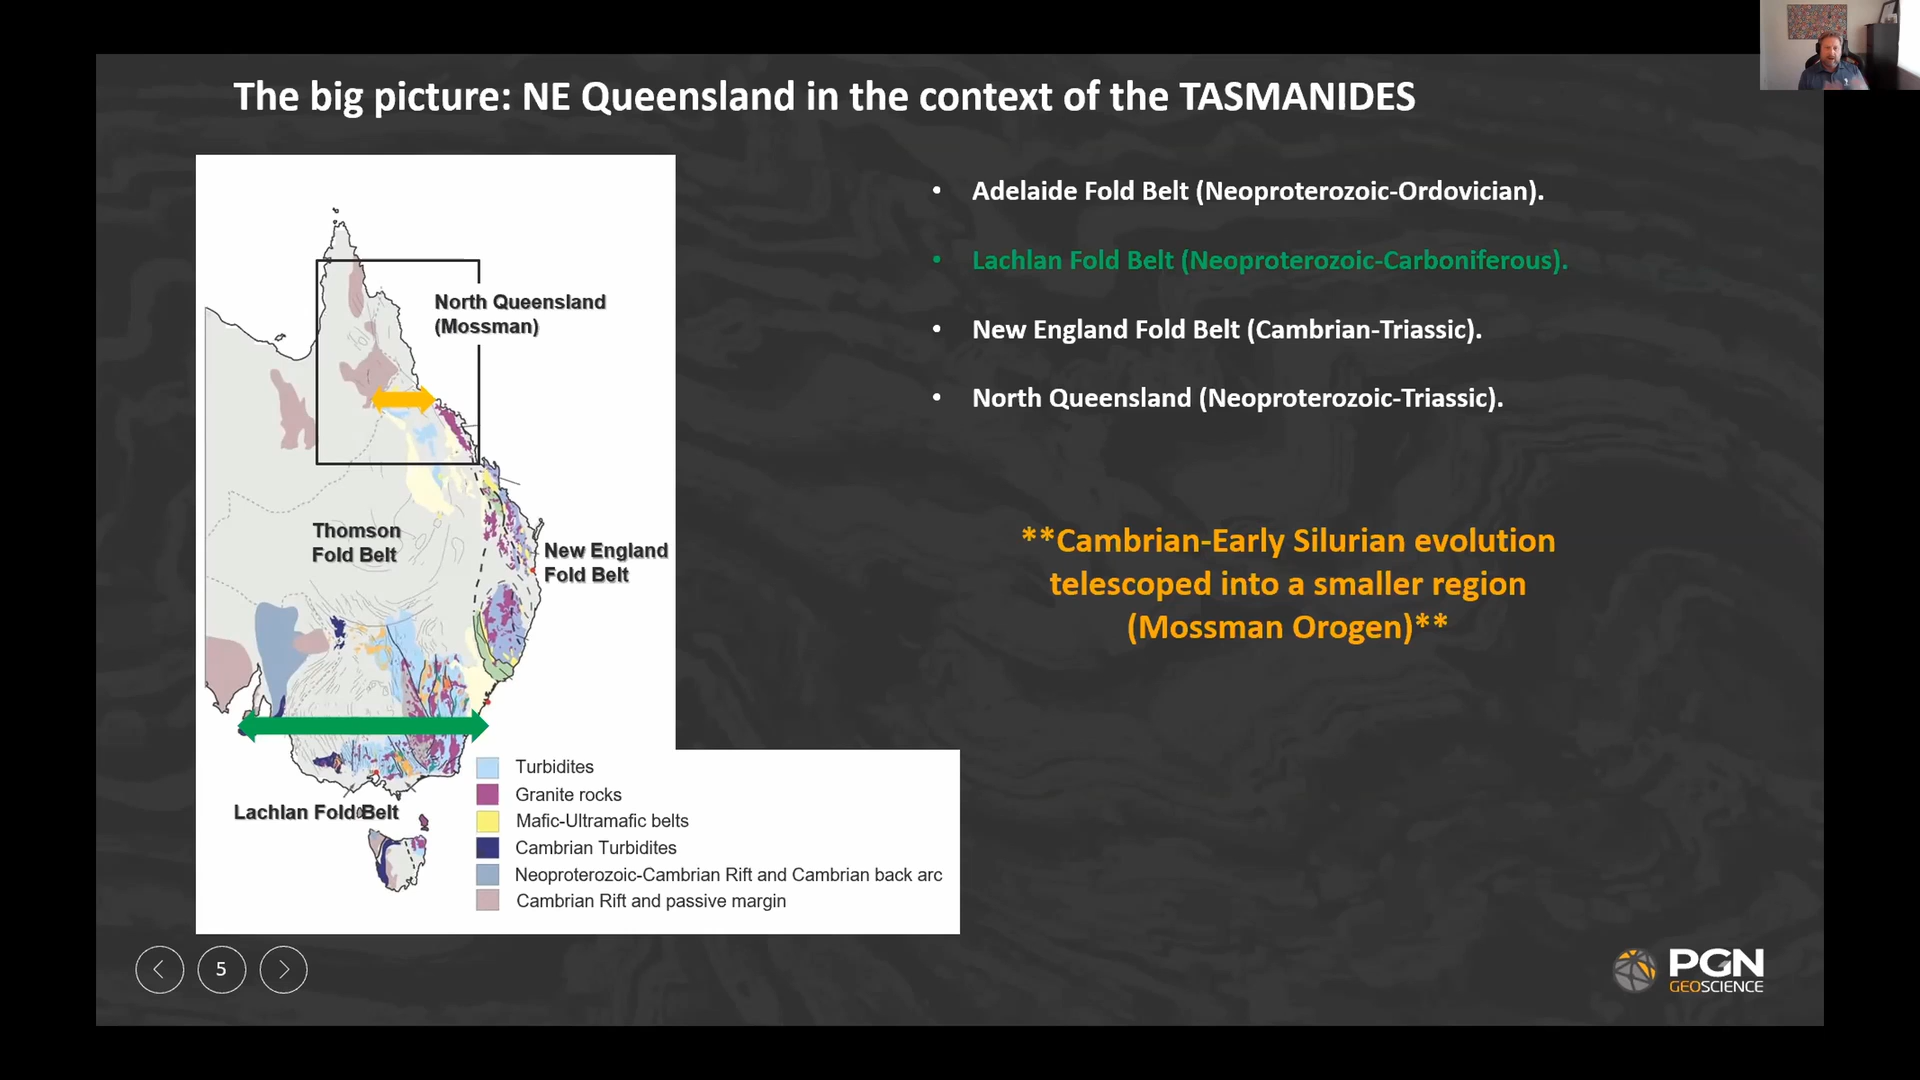 The big picture: NE Queensland in the context of the TASMANIDES
North Queensland
(Mossman)
Thomson
Fold Belt
New England
Fold Belt
Lachlan Fold Belt
Turbidites
Granite rocks
Mafic-Ultramafic belts
Cambrian Turbidites
Neoproterozoic-Cambrian Rift and Cambrian back arc
Cambrian Rift and passive margin
• Adelaide Fold Belt (Neoproterozoic-Ordovician).
• Lachlan Fold Belt (Neoproterozoic-Carboniferous).
• New England Fold Belt (Cambrian-Triassic).
• North Queensland (Neoproterozoic-Triassic).
**Cambrian-Early Silurian evolution
telescoped into a smaller region
(Mossman Orogen)**
5
PGN
GEOSCIENCE